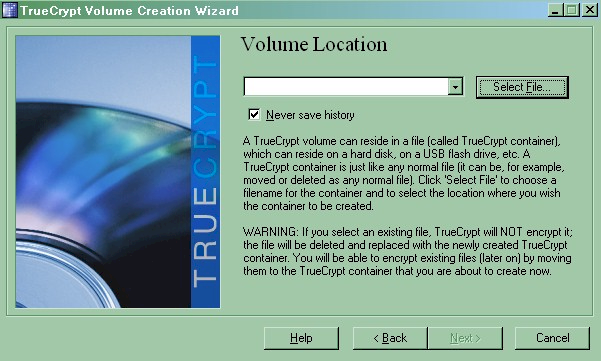 TrueCrypt Volume Creation Wizard
TRUECRYPT
Volume Location
Select File...
Never save history
A TrueCrypt volume can reside in a file (called TrueCrypt container),
which can reside on a hard disk, on a USB flash drive, etc. A
TrueCrypt container is just like any normal file (it can be, for example,
moved or deleted as any normal file). Click 'Select File' to choose a
filename for the container and to select the location where you wish
the container to be created.
WARNING: If you select an existing file, TrueCrypt will NOT encrypt it;
the file will be deleted and replaced with the newly created TrueCrypt
container. You will be able to encrypt existing files (later on) by moving
them to the TrueCrypt container that you are about to create now.
Help
< Back
Next >
Cancel